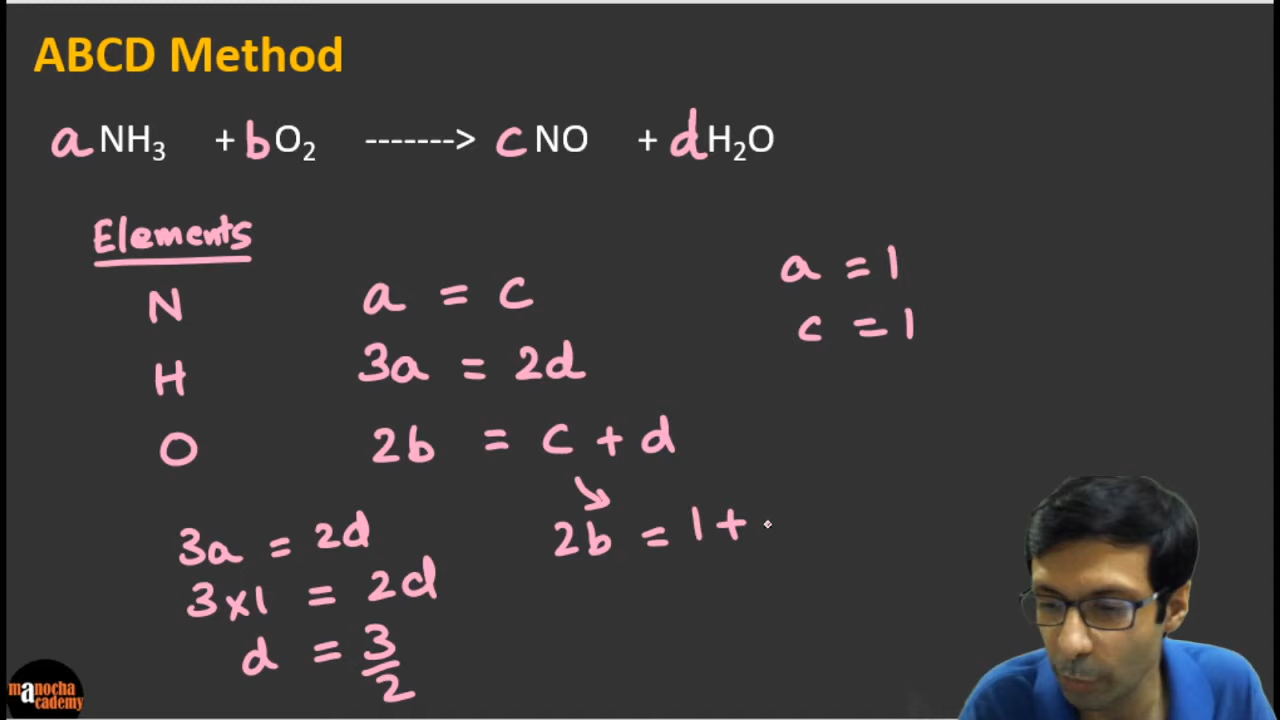 ABCD Method
a NH₃ + b O₂ -------> c NO + d H₂O
Elements
N a = c
H 3a = 2d
O 2b = c + d
a = 1
c = 1
3a = 2d
3 x 1 = 2d
d = 3/2
2b = 1 +
manocha
academy